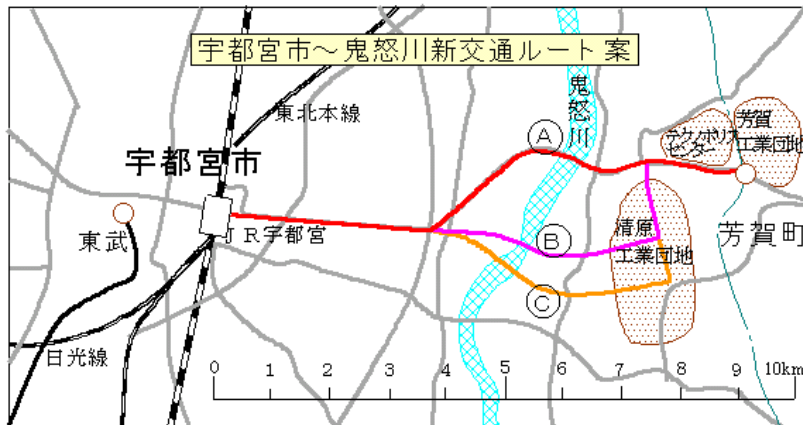 宇都宮市～鬼怒川新交通ルート案
東北本線
鬼怒川
A
テクノポリス
センター
芳賀
工業団地
宇都宮市
東武
JR宇都宮
B
清原
工業団地
芳賀町
C
日光線
0 1 2 3 4 5 6 7 8 9 10km